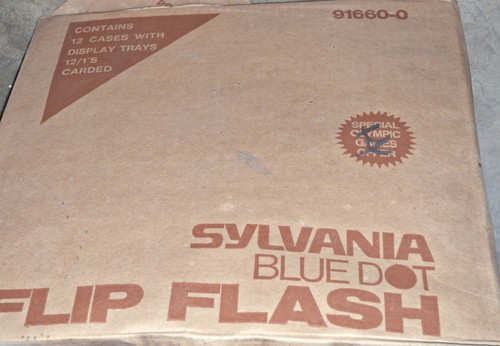 CONTAINS
12 CASES WITH
DISPLAY TRAYS
12/1'S
CARDED
91660-0
SPECIAL
OLYMPIC
GAMES
OFFER
SYLVANIA
BLUE DOT
FLIP FLASH